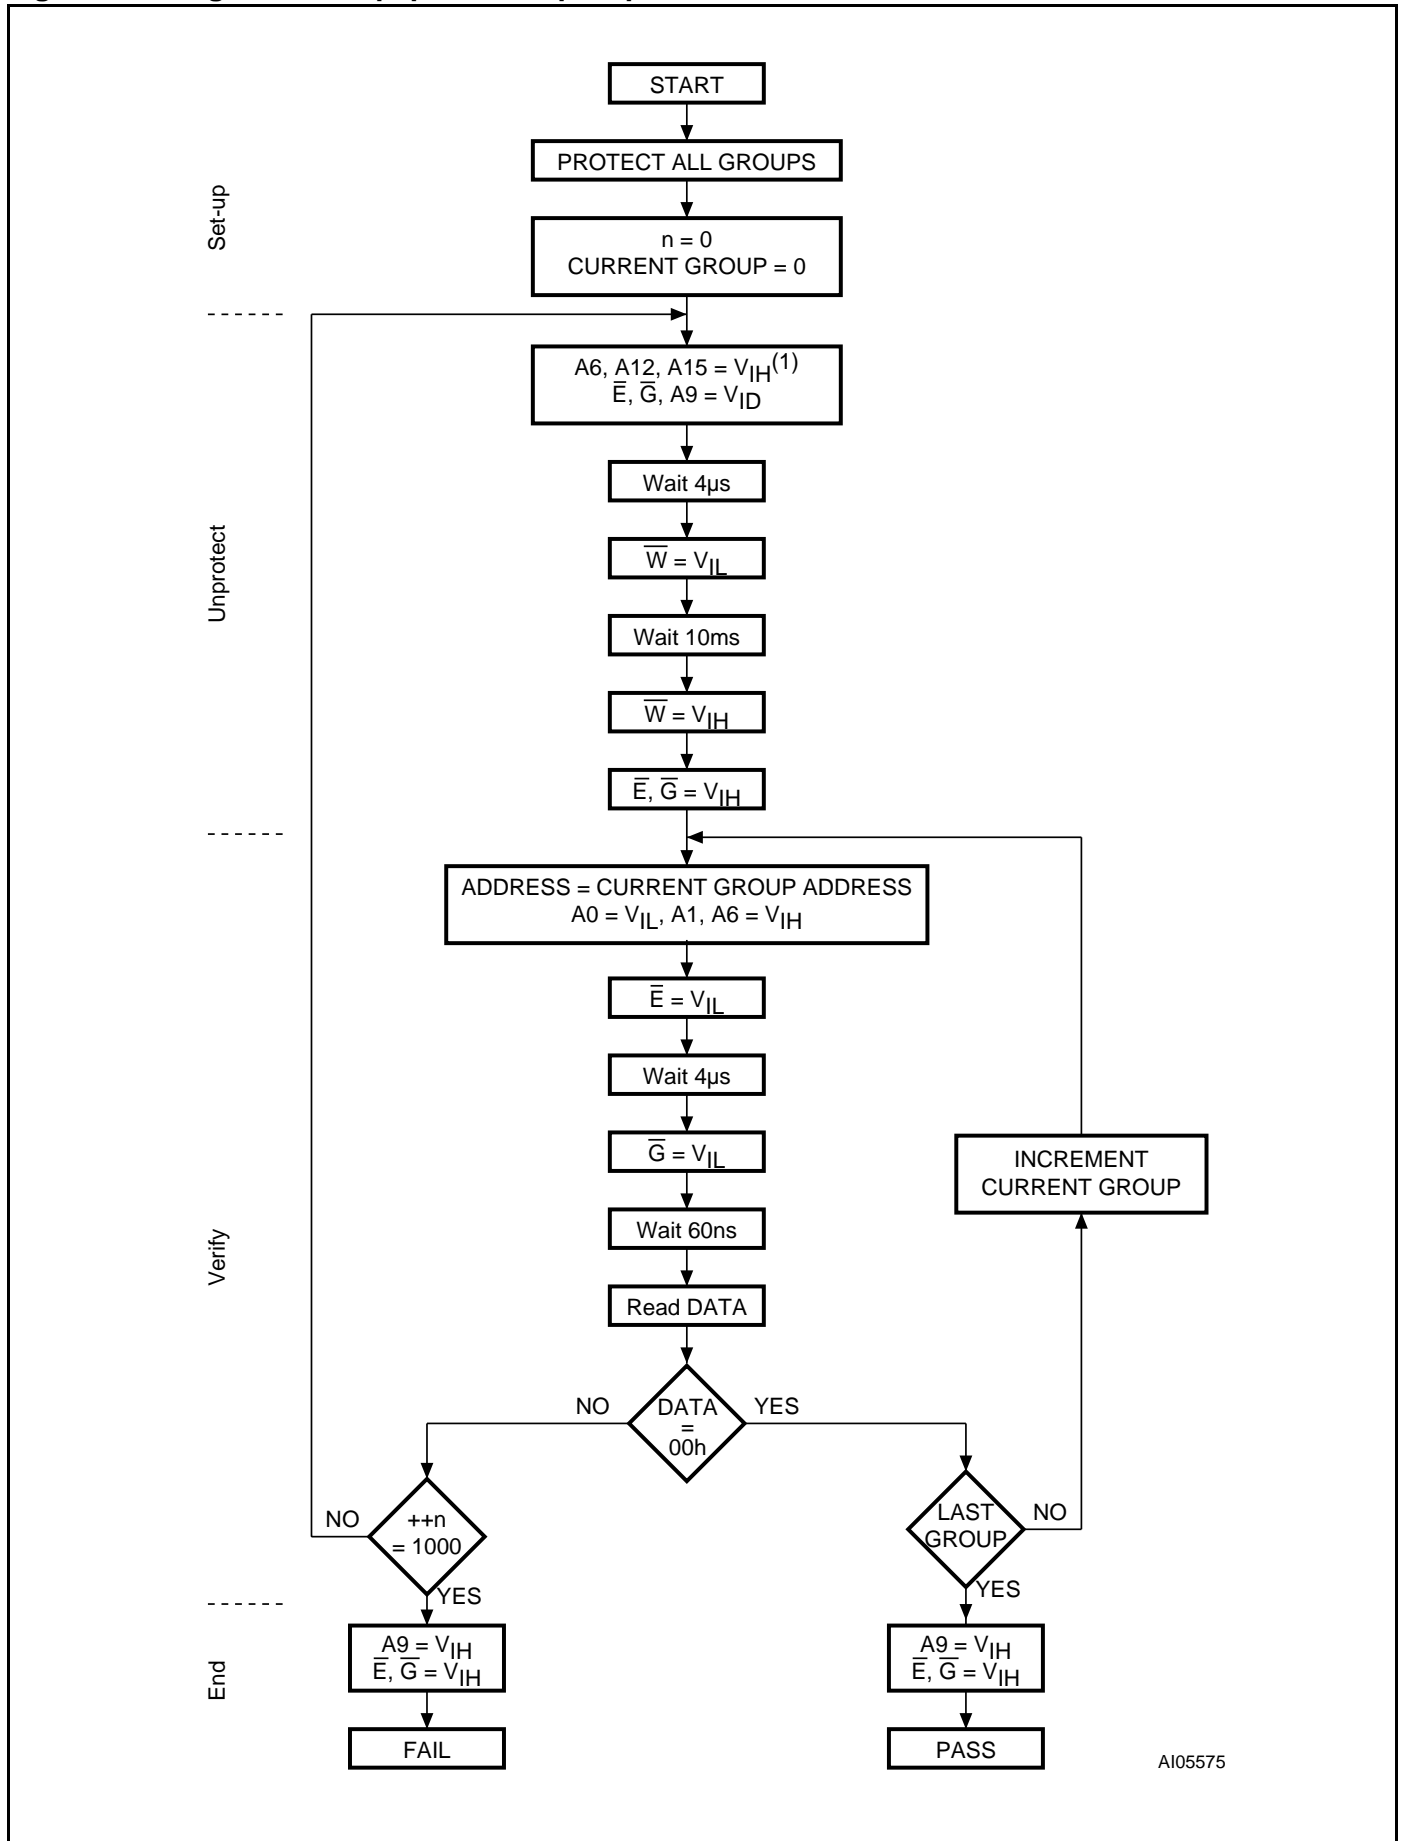 START
PROTECT ALL GROUPS
Set-up
n = 0
CURRENT GROUP = 0
A6, A12, A15 = VIH(1)
E̅, G̅, A9 = VID
Wait 4µs
Unprotect
W̅ = VIL
Wait 10ms
W̅ = VIH
E̅, G̅ = VIH
ADDRESS = CURRENT GROUP ADDRESS
A0 = VIL, A1, A6 = VIH
E̅ = VIL
Wait 4µs
G̅ = VIL
INCREMENT
CURRENT GROUP
Wait 60ns
Verify
Read DATA
NO
DATA
=
00h
YES
NO
++n
= 1000
YES
LAST
GROUP
NO
YES
End
A9 = VIH
E̅, G̅ = VIH
A9 = VIH
E̅, G̅ = VIH
FAIL
PASS
AI05575